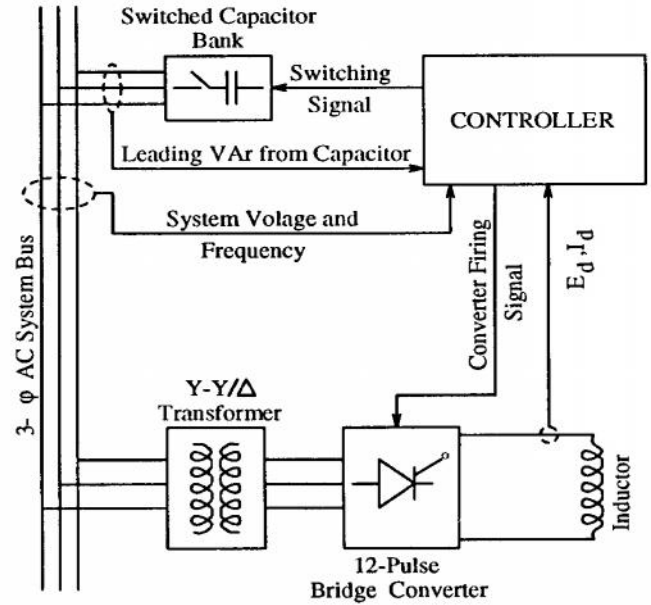 Switched Capacitor
Bank
Switching
Signal
CONTROLLER
Leading VAr from Capacitor
System Volage and
Frequency
3- φ AC System Bus
Converter Firing
Signal
E_d ,I_d
Y-Y/Δ
Transformer
12-Pulse
Bridge Converter
Inductor